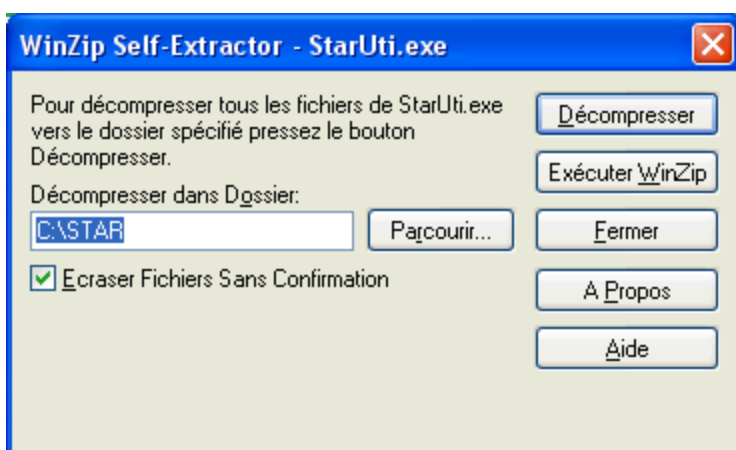 WinZip Self-Extractor - StarUti.exe
Pour décompresser tous les fichiers de StarUti.exe
vers le dossier spécifié pressez le bouton
Décompresser.
Décompresser dans Dossier:
C:\STAR
Parcourir...
Ecraser Fichiers Sans Confirmation
Décompresser
Exécuter WinZip
Fermer
A Propos
Aide